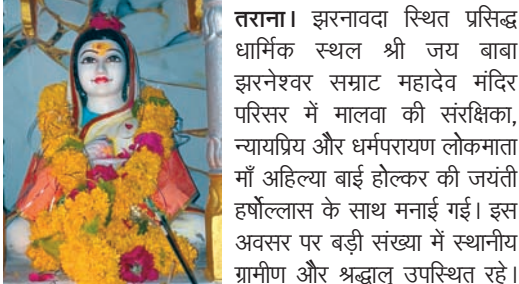 तराना। झरनावदा स्थित प्रसिद्ध
धार्मिक स्थल श्री जय बाबा
झरनेश्वर सम्राट महादेव मंदिर
परिसर में मालवा की संरक्षिका,
न्यायप्रिय और धर्मपरायण लोकमाता
माँ अहिल्या बाई होल्कर की जयंती
हर्षोल्लास के साथ मनाई गई। इस
अवसर पर बड़ी संख्या में स्थानीय
ग्रामीण और श्रद्धालु उपस्थित रहे।